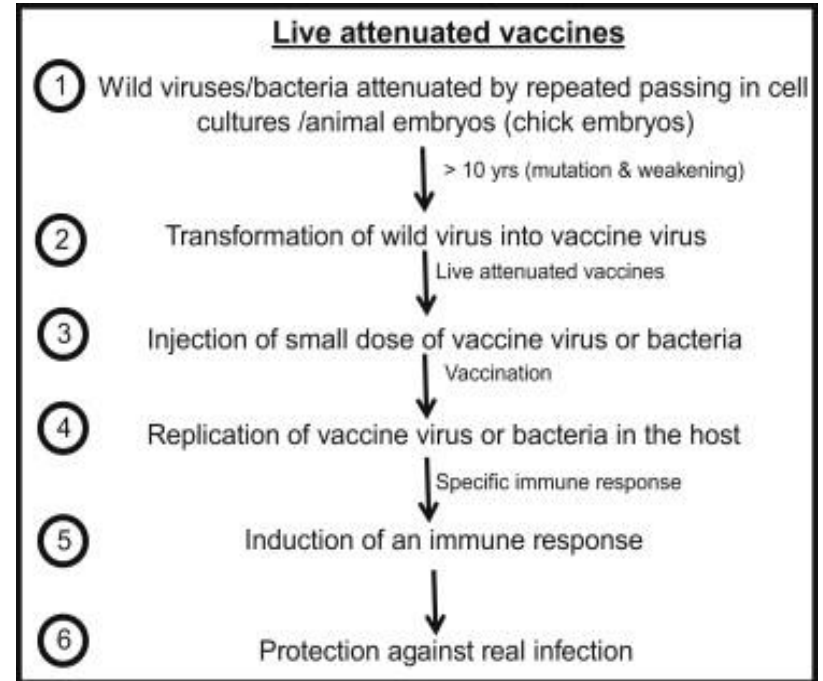 Live attenuated vaccines
1 Wild viruses/bacteria attenuated by repeated passing in cell
cultures /animal embryos (chick embryos)
> 10 yrs (mutation & weakening)
2 Transformation of wild virus into vaccine virus
Live attenuated vaccines
3 Injection of small dose of vaccine virus or bacteria
Vaccination
4 Replication of vaccine virus or bacteria in the host
Specific immune response
5 Induction of an immune response
6 Protection against real infection